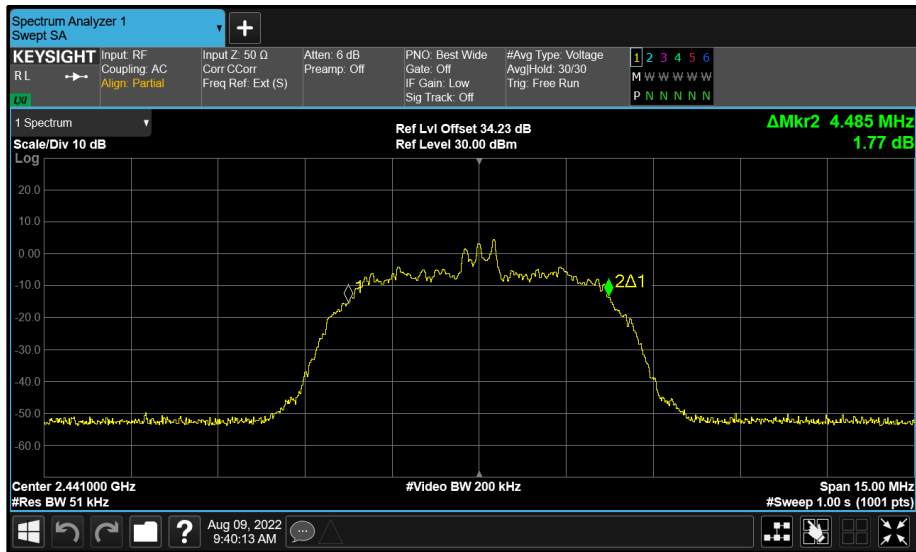 Spectrum Analyzer 1
Swept SA
+
KEYSIGHT
R L
LXI
Input: RF
Coupling: AC
Align: Partial
Input Z: 50 Ω
Corr CCorr
Freq Ref: Ext (S)
Atten: 6 dB
Preamp: Off
PNO: Best Wide
Gate: Off
IF Gain: Low
Sig Track: Off
#Avg Type: Voltage
Avg|Hold: 30/30
Trig: Free Run
1 2 3 4 5 6
M W W W W W
P N N N N N
1 Spectrum
Scale/Div 10 dB
Ref Lvl Offset 34.23 dB
Ref Level 30.00 dBm
ΔMkr2 4.485 MHz
1.77 dB
Log
20.0
10.0
0.00
-10.0
-20.0
-30.0
-40.0
-50.0
-60.0
1
2Δ1
Center 2.441000 GHz
#Res BW 51 kHz
#Video BW 200 kHz
Span 15.00 MHz
#Sweep 1.00 s (1001 pts)
?
Aug 09, 2022
9:40:13 AM